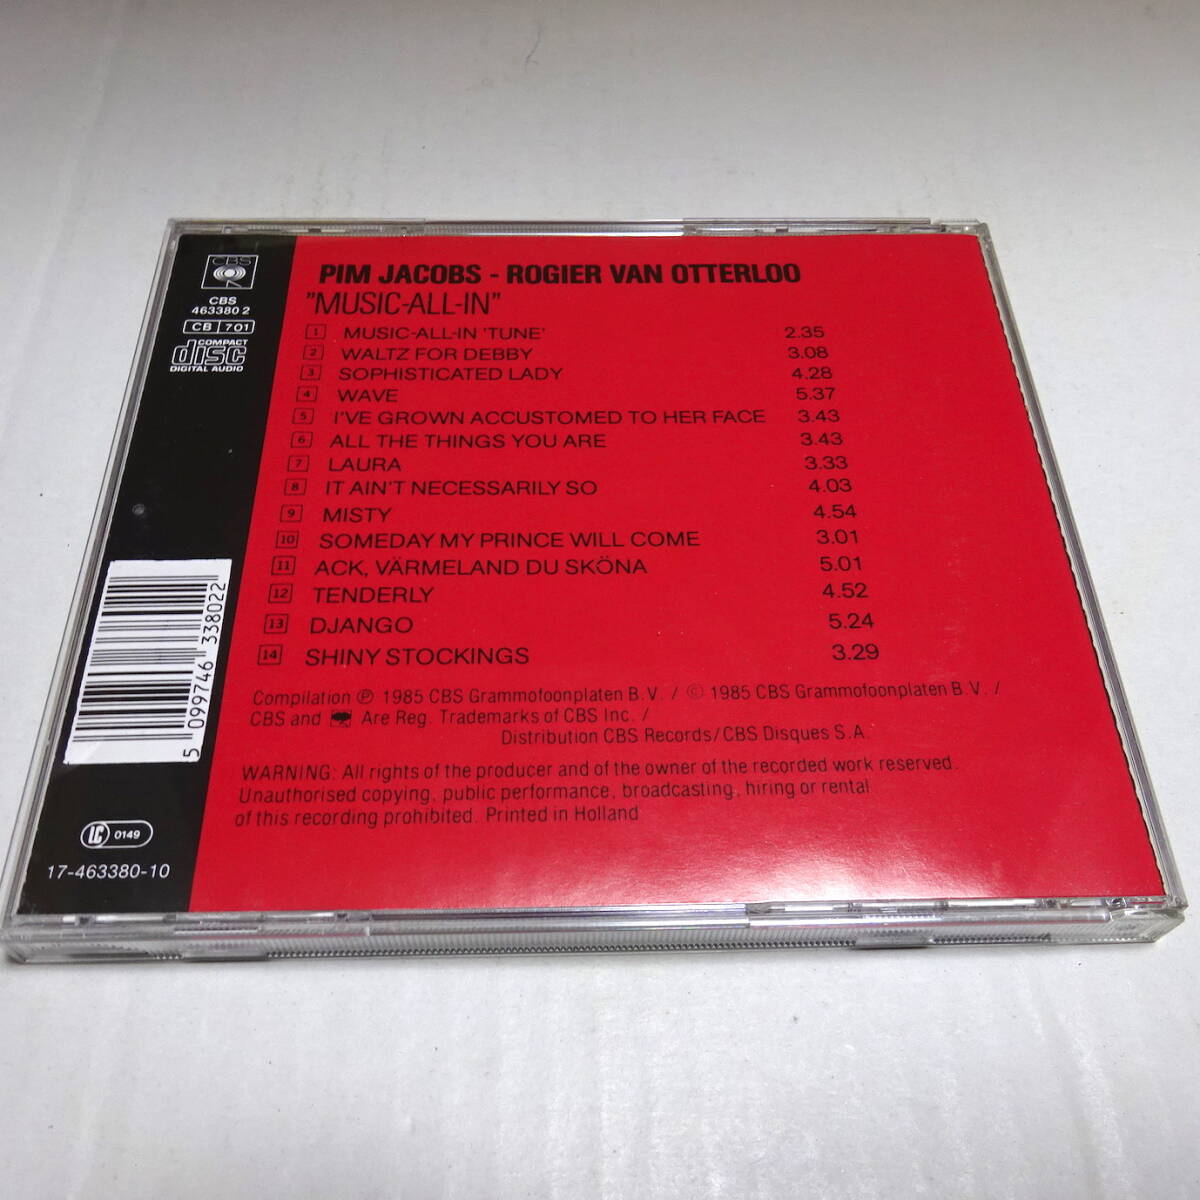 CBS
CBS
463380 2
CB 701
COMPACT
disc
DIGITAL AUDIO
5 099746 338022
LC 0149
17-463380-10
PIM JACOBS - ROGIER VAN OTTERLOO
"MUSIC-ALL-IN"
1 MUSIC-ALL-IN 'TUNE' 2.35
2 WALTZ FOR DEBBY 3.08
3 SOPHISTICATED LADY 4.28
4 WAVE 5.37
5 I'VE GROWN ACCUSTOMED TO HER FACE 3.43
6 ALL THE THINGS YOU ARE 3.43
7 LAURA 3.33
8 IT AIN'T NECESSARILY SO 4.03
9 MISTY 4.54
10 SOMEDAY MY PRINCE WILL COME 3.01
11 ACK, VÄRMELAND DU SKÖNA 5.01
12 TENDERLY 4.52
13 DJANGO 5.24
14 SHINY STOCKINGS 3.29
Compilation ℗ 1985 CBS Grammofoonplaten B.V. / © 1985 CBS Grammofoonplaten B.V. /
CBS and Are Reg. Trademarks of CBS Inc. /
Distribution CBS Records/CBS Disques S.A.
WARNING: All rights of the producer and of the owner of the recorded work reserved.
Unauthorised copying, public performance, broadcasting, hiring or rental
of this recording prohibited. Printed in Holland